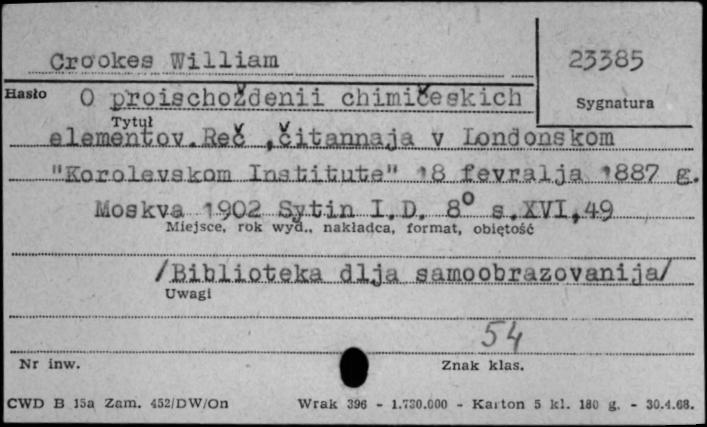 Crookes William
23385
Hasło
O proischoždenii chimičeskich
Sygnatura
Tytuł
elementov. Reč ,čitannaja v Londonskom
"Korolevskom Institute" 18 fevralja 1887 g.
Moskva 1902 Sytin I.D. 8° s.XVI,49
Miejsce, rok wyd., nakładca, format, objętość
/Biblioteka dlja samoobrazovanija/
Uwagi
54
Nr inw.
Znak klas.
CWD B 15a Zam. 452/DW/On
Wrak 396 - 1.730.000 - Karton 5 kl. 180 g. - 30.4.68.